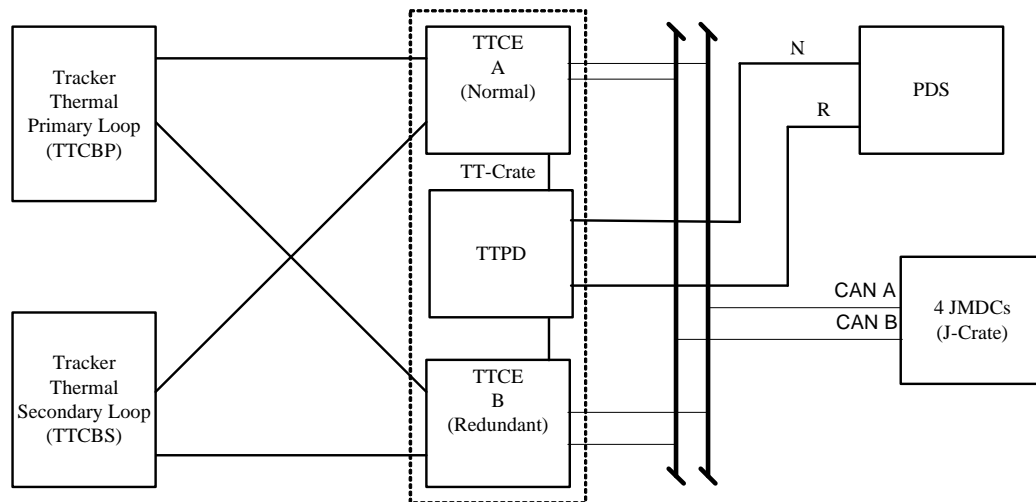 Tracker
Thermal
Primary Loop
(TTCBP)
TTCE
A
(Normal)
TT-Crate
TTPD
TTCE
B
(Redundant)
Tracker
Thermal
Secondary Loop
(TTCBS)
N
R
PDS
CAN A
CAN B
4 JMDCs
(J-Crate)